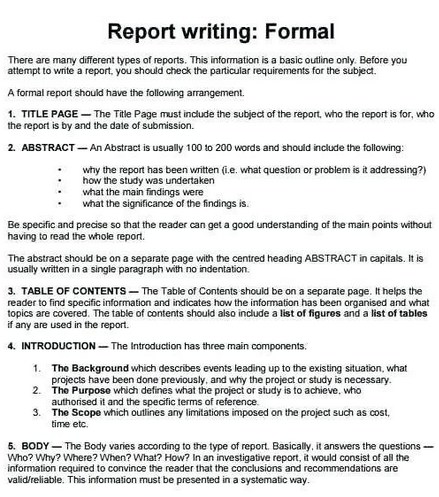 Report writing: Formal
There are many different types of reports. This information is a basic outline only. Before you
attempt to write a report, you should check the particular requirements for the subject.
A formal report should have the following arrangement.
1. TITLE PAGE — The Title Page must include the subject of the report, who the report is for, who
the report is by and the date of submission.
2. ABSTRACT — An Abstract is usually 100 to 200 words and should include the following:
• why the report has been written (i.e. what question or problem is it addressing?)
• how the study was undertaken
• what the main findings were
• what the significance of the findings is.
Be specific and precise so that the reader can get a good understanding of the main points without
having to read the whole report.
The abstract should be on a separate page with the centred heading ABSTRACT in capitals. It is
usually written in a single paragraph with no indentation.
3. TABLE OF CONTENTS — The Table of Contents should be on a separate page. It helps the
reader to find specific information and indicates how the information has been organised and what
topics are covered. The table of contents should also include a list of figures and a list of tables
if any are used in the report.
4. INTRODUCTION — The Introduction has three main components.
1. The Background which describes events leading up to the existing situation, what
projects have been done previously, and why the project or study is necessary.
2. The Purpose which defines what the project or study is to achieve, who
authorised it and the specific terms of reference.
3. The Scope which outlines any limitations imposed on the project such as cost,
time etc.
5. BODY — The Body varies according to the type of report. Basically, it answers the questions —
Who? Why? Where? When? What? How? In an investigative report, it would consist of all the
information required to convince the reader that the conclusions and recommendations are
valid/reliable. This information must be presented in a systematic way.